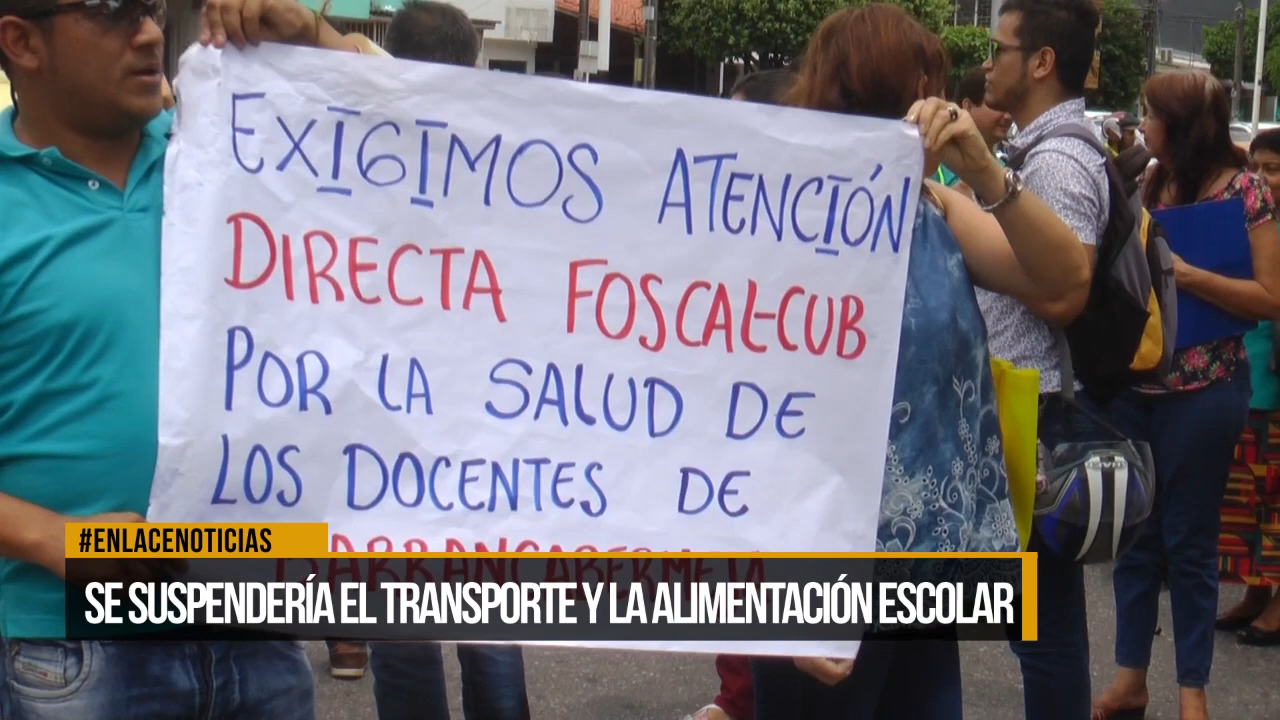 EXIGIMOS ATENCIÓN
DIRECTA FOSCAL-CUB
POR LA SALUD DE
LOS DOCENTES DE
BARRANCABERMEJA
#ENLACENOTICIAS
SE SUSPENDERÍA EL TRANSPORTE Y LA ALIMENTACIÓN ESCOLAR